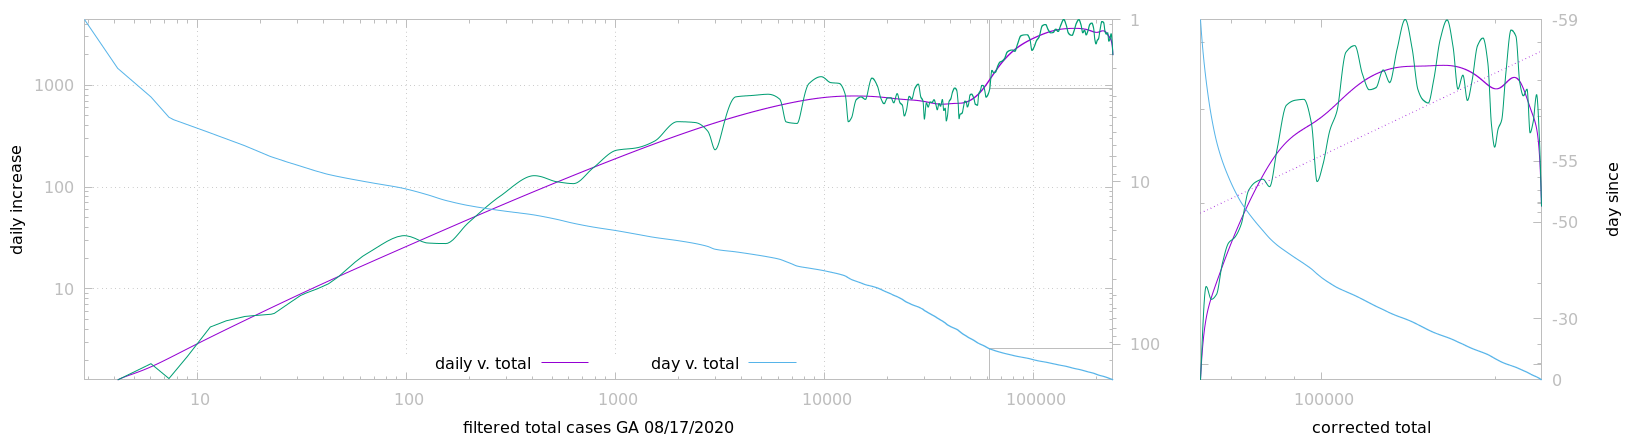 daily increase
1000
100
10
daily v. total
day v. total
10
100
1000
10000
100000
filtered total cases GA 08/17/2020
1
10
100
100000
corrected total
-59
-55
-50
-30
0
day since